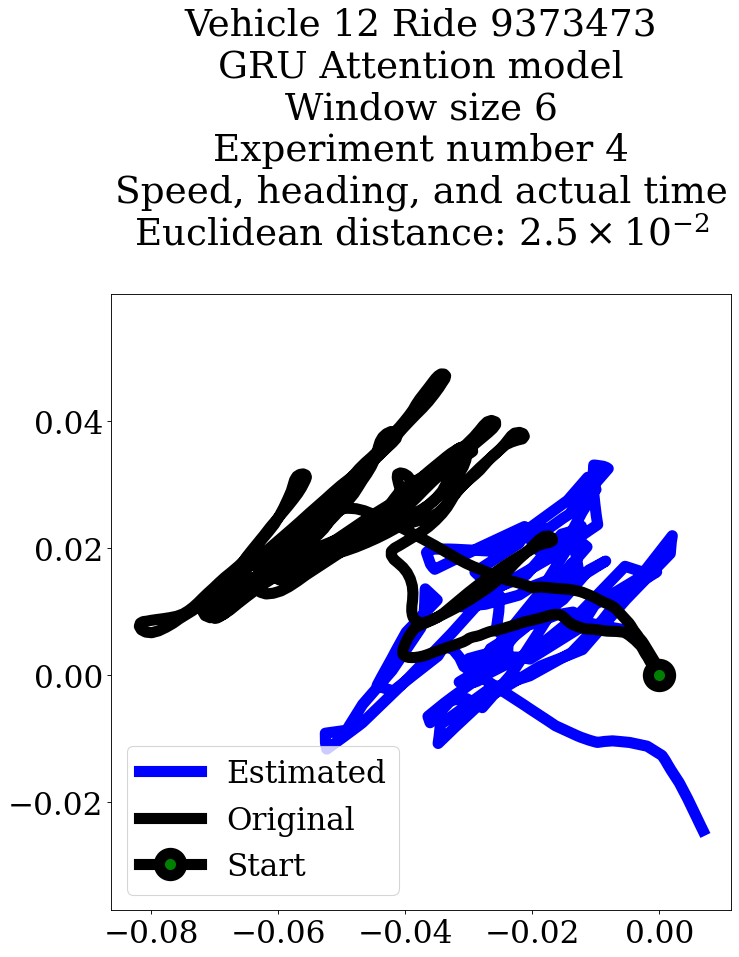 Vehicle 12 Ride 9373473
GRU Attention model
Window size 6
Experiment number 4
Speed, heading, and actual time
Euclidean distance: $2.5 \times 10^{-2}$
0.04
0.02
0.00
−0.02
Estimated
Original
Start
−0.08 −0.06 −0.04 −0.02 0.00